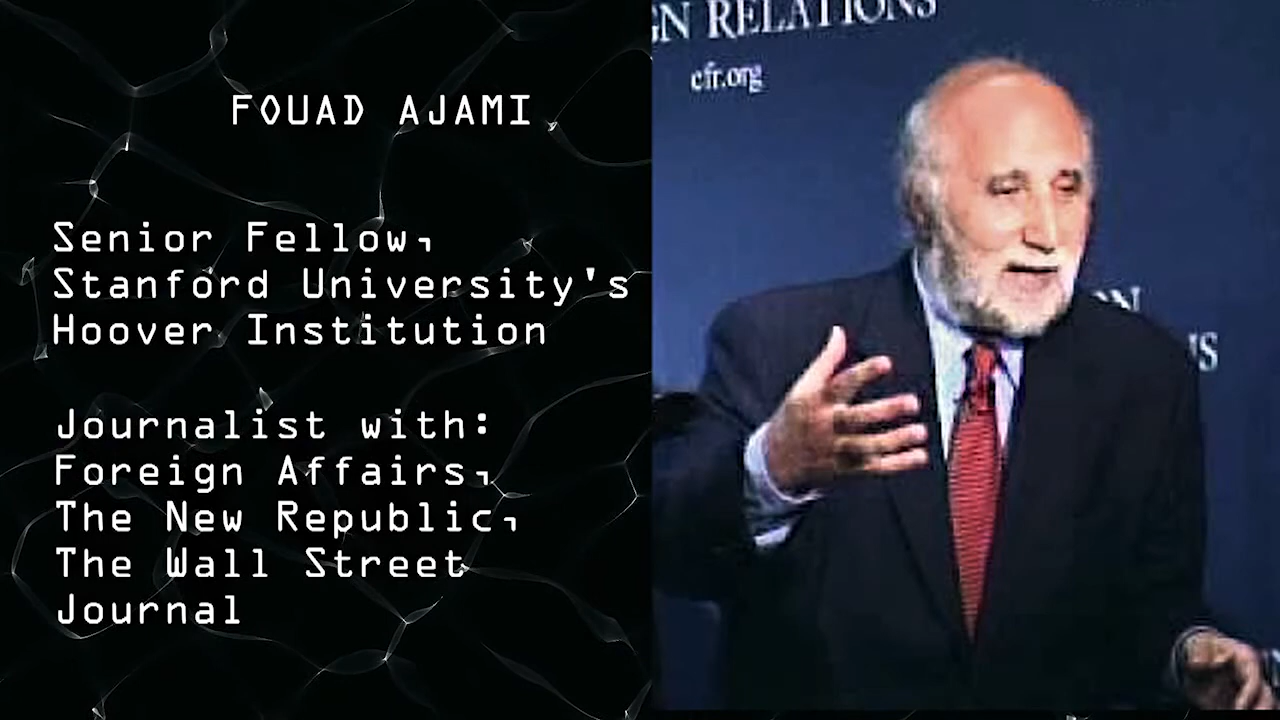 FOUAD AJAMI
Senior Fellow,
Stanford University's
Hoover Institution
Journalist with:
Foreign Affairs,
The New Republic,
The Wall Street
Journal
RELATIONS
cfr.org